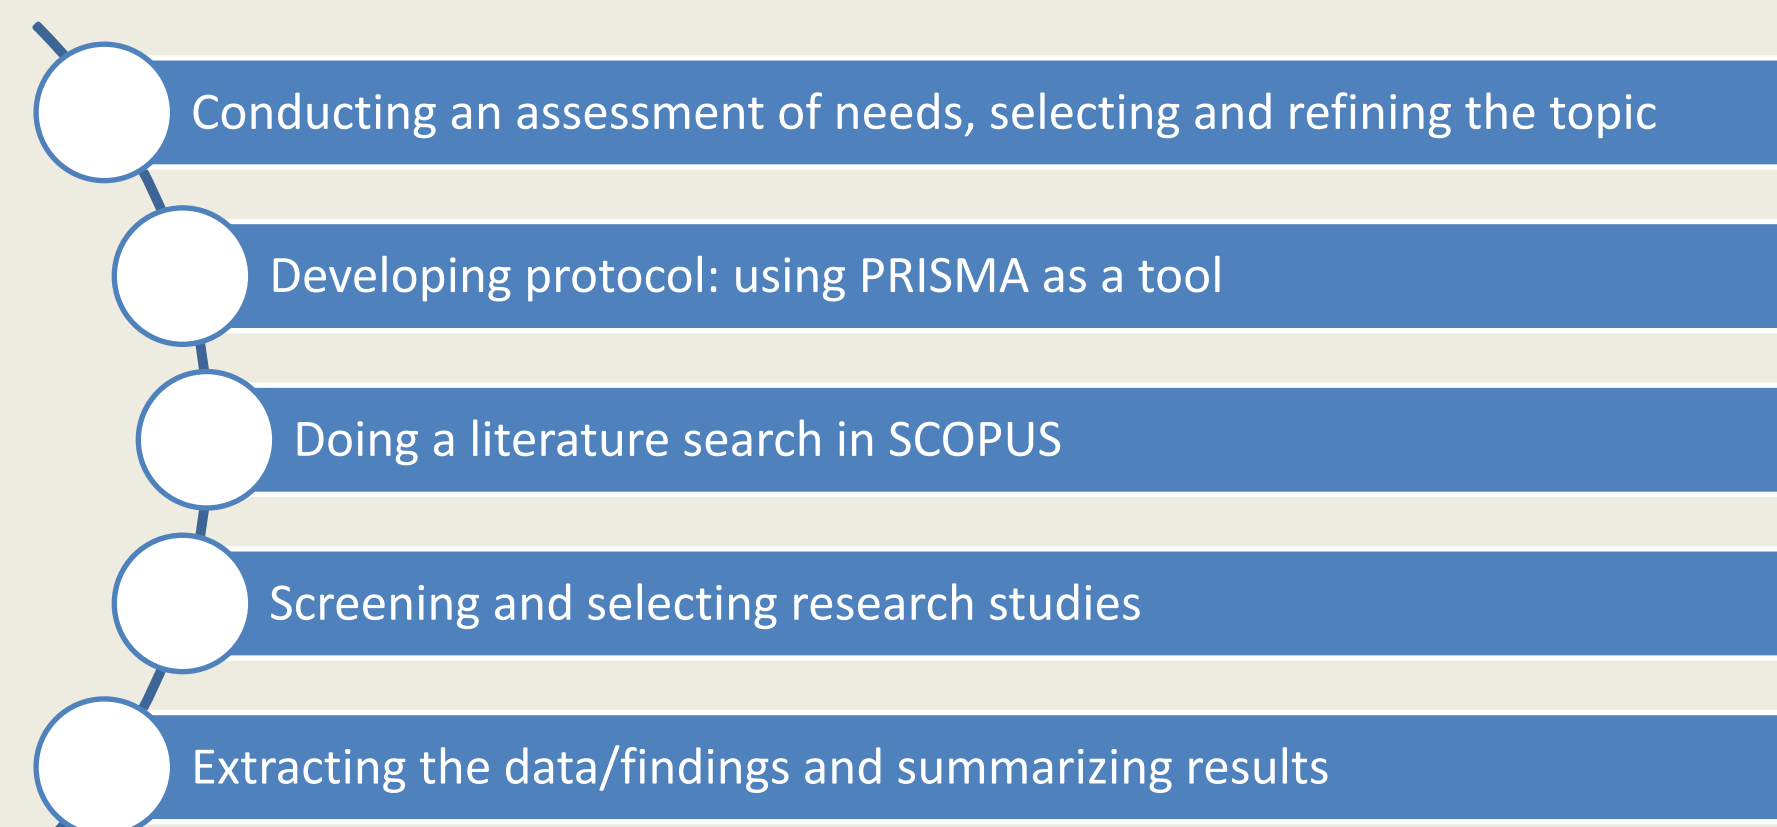 Conducting an assessment of needs, selecting and refining the topic
Developing protocol: using PRISMA as a tool
Doing a literature search in SCOPUS
Screening and selecting research studies
Extracting the data/findings and summarizing results